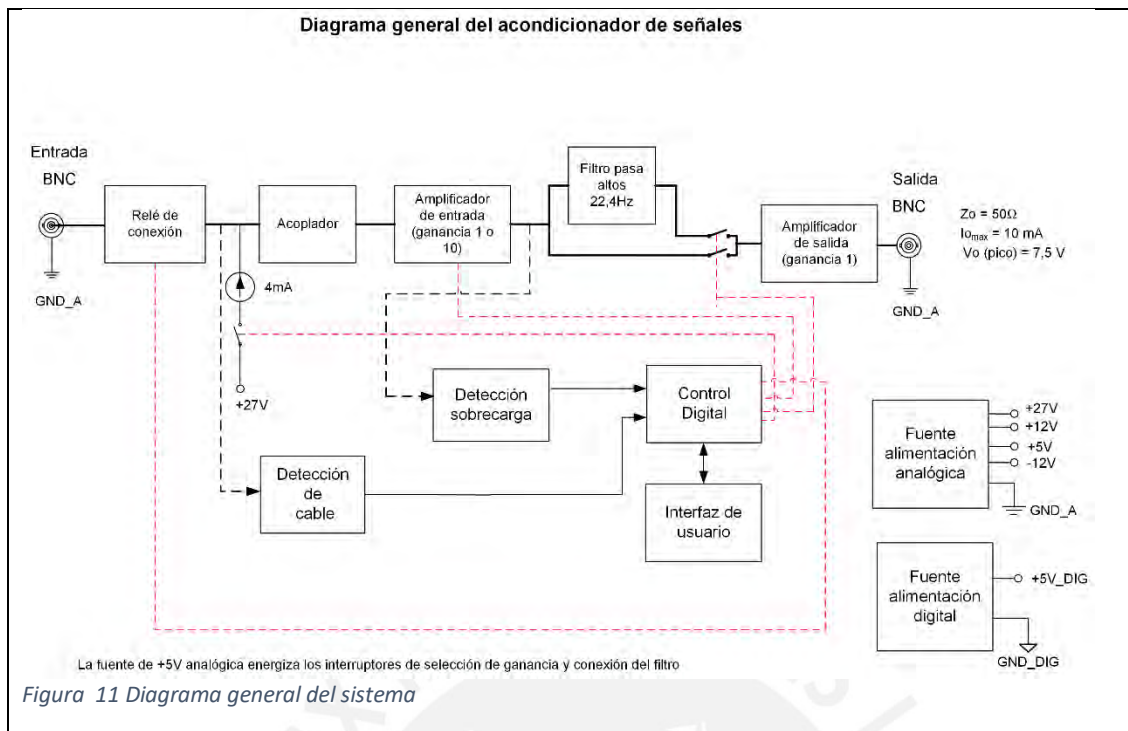 Diagrama general del acondicionador de señales
Entrada
BNC
GND_A
Relé de
conexión
4mA
+27V
Acoplador
Amplificador
de entrada
(ganancia 1 o
10)
Filtro pasa
altos
22,4Hz
Amplificador
de salida
(ganancia 1)
Salida
BNC
GND_A
Zo = 50Ω
Iomax = 10 mA
Vo (pico) = 7,5 V
Detección
sobrecarga
Control
Digital
Detección
de
cable
Interfaz de
usuario
Fuente
alimentación
analógica
+27V
+12V
+5V
-12V
GND_A
Fuente
alimentación
digital
+5V_DIG
GND_DIG
La fuente de +5V analógica energiza los interruptores de selección de ganancia y conexión del filtro
Figura 11 Diagrama general del sistema